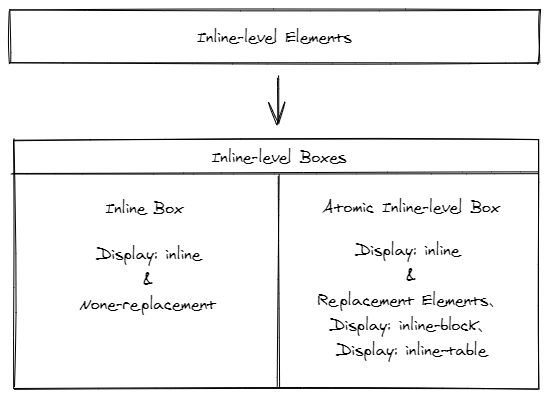 Inline-level Elements
Inline-level Boxes
Inline Box
Display: inline
&
None-replacement
Atomic Inline-level Box
Display: inline
&
Replacement Elements、
Display: inline-block、
Display: inline-table